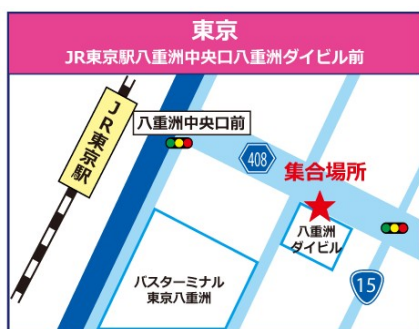 東京
JR東京駅八重洲中央口八重洲ダイビル前
JR東京駅
八重洲中央口前
408
集合場所
八重洲
ダイビル
バスターミナル
東京八重洲
15